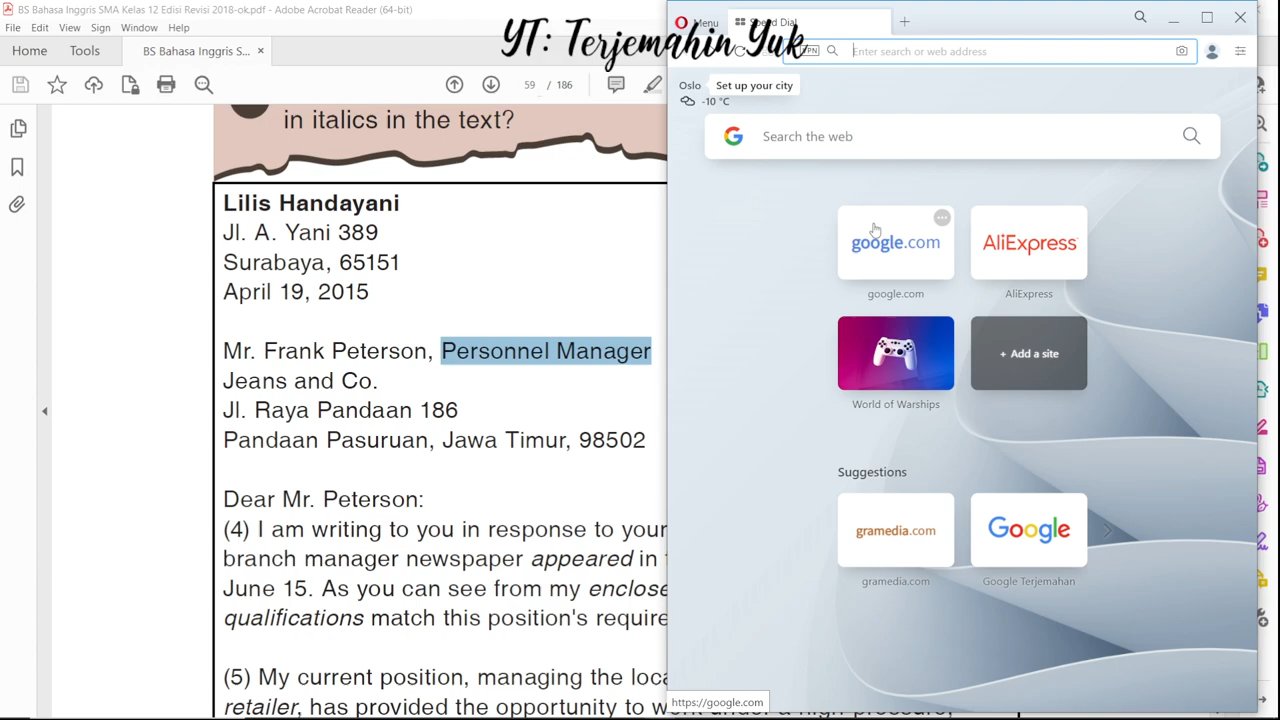 BS Bahasa Inggris SMA Kelas 12 Edisi Revisi 2018-ok.pdf - Adobe Acrobat Reader (64-bit)
File Edit View Sign Window Help
Home Tools BS Bahasa Inggris S... ×
59 / 186
YT: Terjemahin Yuk
in italics in the text?
Lilis Handayani
Jl. A. Yani 389
Surabaya, 65151
April 19, 2015
Mr. Frank Peterson, Personnel Manager
Jeans and Co.
Jl. Raya Pandaan 186
Pandaan Pasuruan, Jawa Timur, 98502
Dear Mr. Peterson:
(4) I am writing to you in response to your
branch manager newspaper appeared in
June 15. As you can see from my
qualifications match this position's
(5) My current position, managing the
retailer, has provided the opportunity to work under a high pressure,
Menu Speed Dial
VPN Enter search or web address
Oslo Set up your city
-10 °C
Search the web
google.com AliExpress
google.com AliExpress
+ Add a site
World of Warships
Suggestions
gramedia.com Google
gramedia.com Google Terjemahan
https://google.com